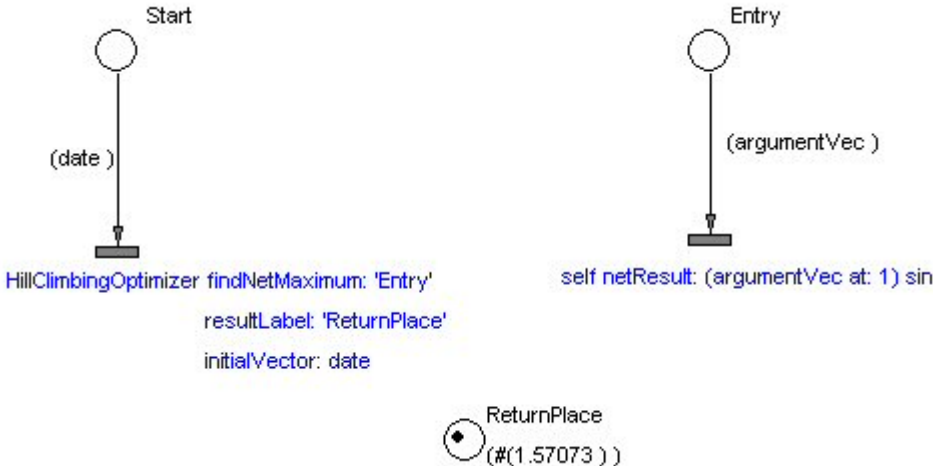 Start
Entry
(date )
(argumentVec )
HillClimbingOptimizer findNetMaximum: 'Entry'
resultLabel: 'ReturnPlace'
initialVector: date
self netResult: (argumentVec at: 1) sin
ReturnPlace
(#(1.57073 ) )